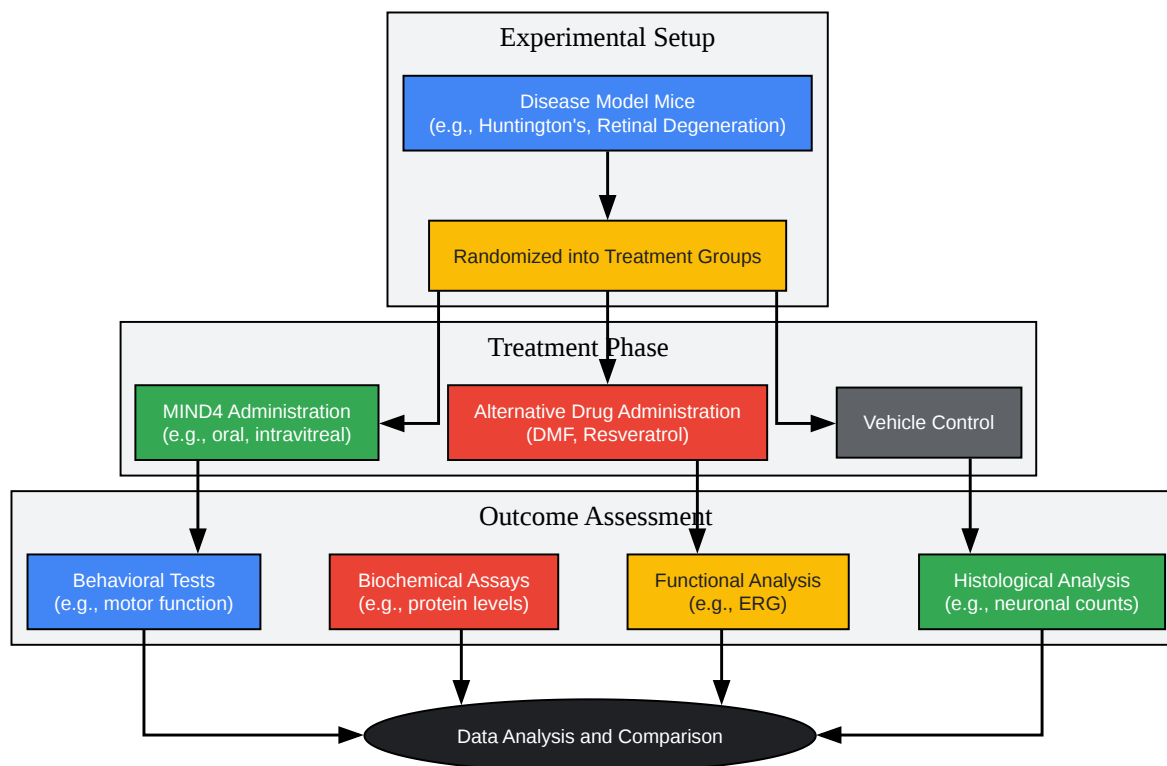 Experimental Setup
Disease Model Mice
(e.g., Huntington's, Retinal Degeneration)
Randomized into Treatment Groups
Treatment Phase
MIND4 Administration
(e.g., oral, intravitreal)
Alternative Drug Administration
(DMF, Resveratrol)
Vehicle Control
Outcome Assessment
Behavioral Tests
(e.g., motor function)
Biochemical Assays
(e.g., protein levels)
Functional Analysis
(e.g., ERG)
Histological Analysis
(e.g., neuronal counts)
Data Analysis and Comparison